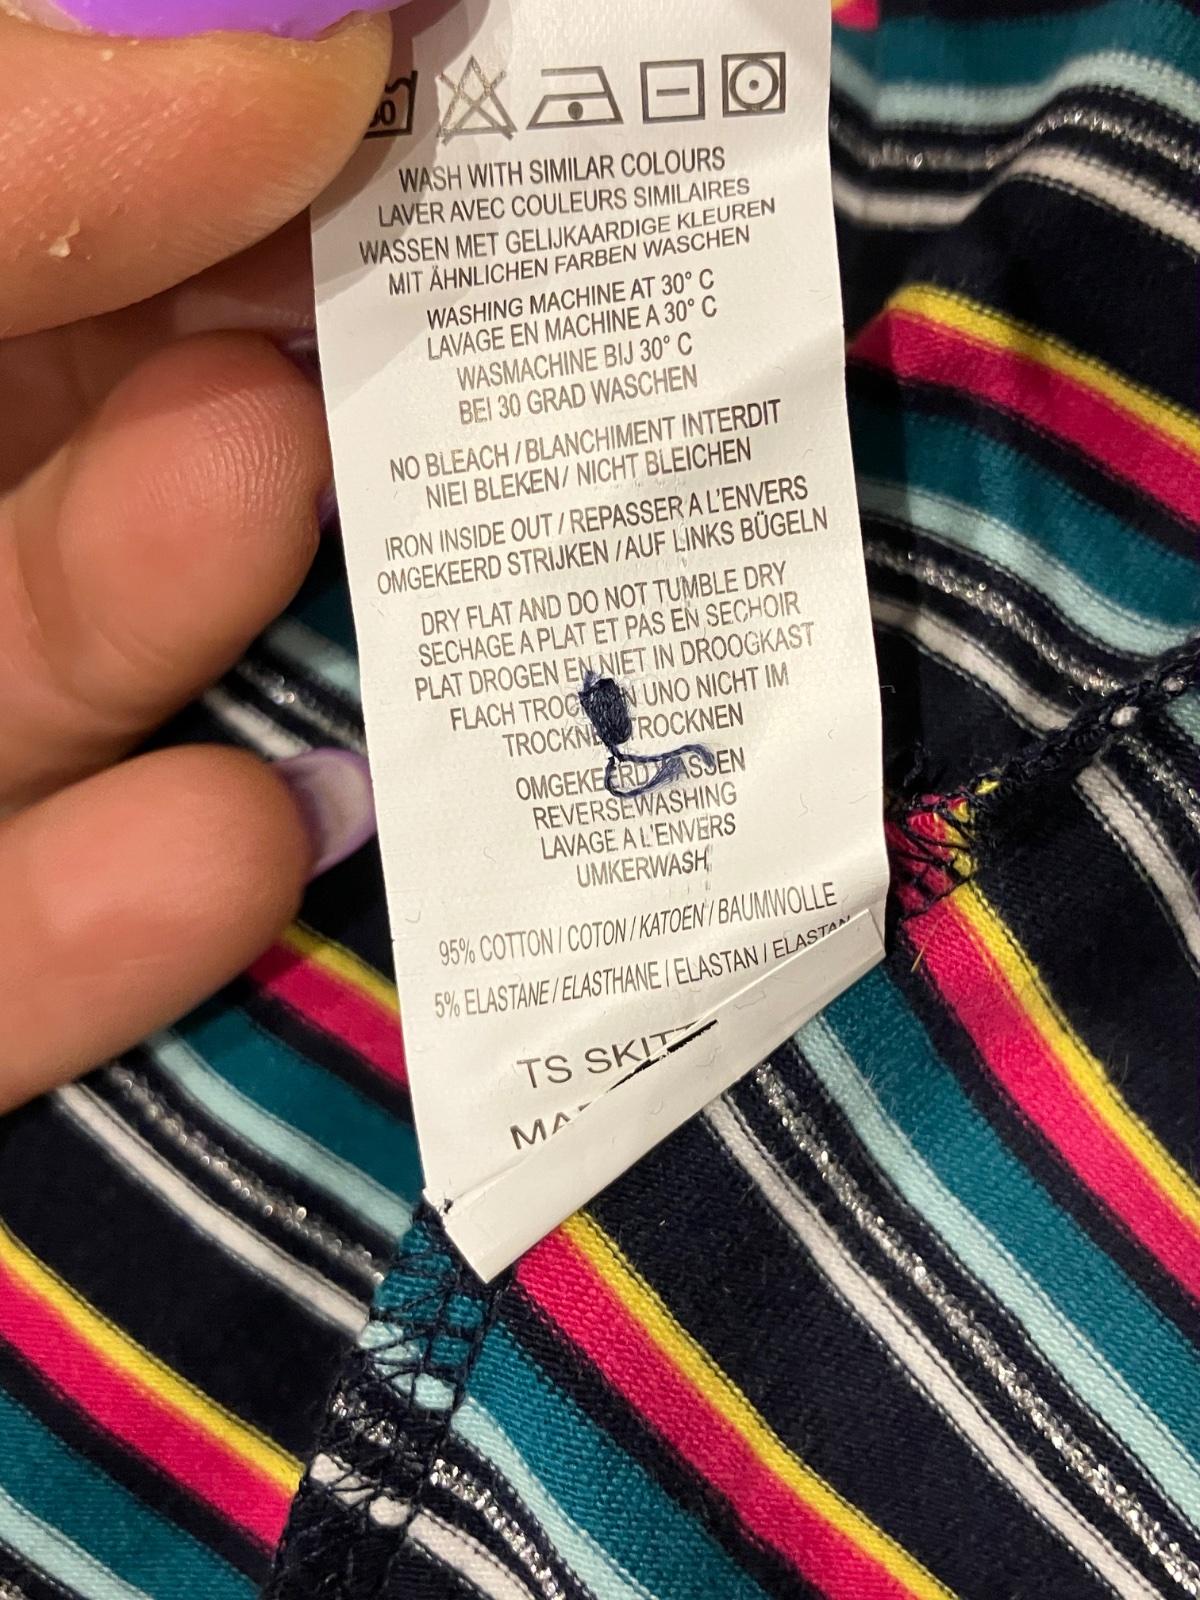 30
WASH WITH SIMILAR COLOURS
LAVER AVEC COULEURS SIMILAIRES
WASSEN MET GELIJKAARDIGE KLEUREN
MIT ÄHNLICHEN FARBEN WASCHEN
WASHING MACHINE AT 30° C
LAVAGE EN MACHINE A 30° C
WASMACHINE BIJ 30° C
BEI 30 GRAD WASCHEN
NO BLEACH / BLANCHIMENT INTERDIT
NIEI BLEKEN / NICHT BLEICHEN
IRON INSIDE OUT / REPASSER A L'ENVERS
OMGEKEERD STRIJKEN / AUF LINKS BÜGELN
DRY FLAT AND DO NOT TUMBLE DRY
SECHAGE A PLAT ET PAS EN SECHOIR
PLAT DROGEN EN NIET IN DROOGKAST
FLACH UNO NICHT IM
TROCKNEN
OMGEKEERD WASSEN
REVERSEWASHING
LAVAGE A L'ENVERS
UMKERWASH
95% COTTON / COTON / KATOEN / BAUMWOLLE
5% ELASTANE / ELASTHANE / ELASTAN / ELASTAN
TS